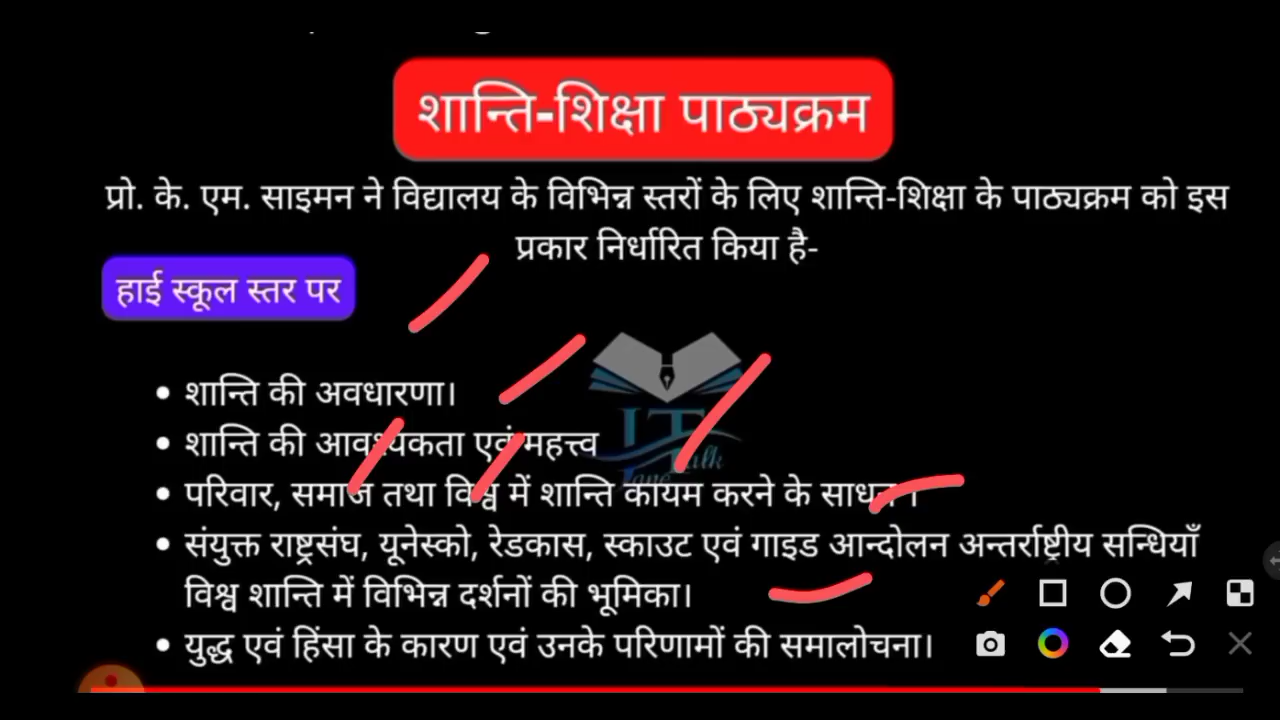 शान्ति-शिक्षा पाठ्यक्रम
प्रो. के. एम. साइमन ने विद्यालय के विभिन्न स्तरों के लिए शान्ति-शिक्षा के पाठ्यक्रम को इस
प्रकार निर्धारित किया है-
हाई स्कूल स्तर पर
• शान्ति की अवधारणा।
• शान्ति की आवश्यकता एवं महत्त्व
• परिवार, समाज तथा विश्व में शान्ति कायम करने के साधन ।
• संयुक्त राष्ट्रसंघ, यूनेस्को, रेडकास, स्काउट एवं गाइड आन्दोलन अन्तर्राष्ट्रीय सन्धियाँ
विश्व शान्ति में विभिन्न दर्शनों की भूमिका।
• युद्ध एवं हिंसा के कारण एवं उनके परिणामों की समालोचना।